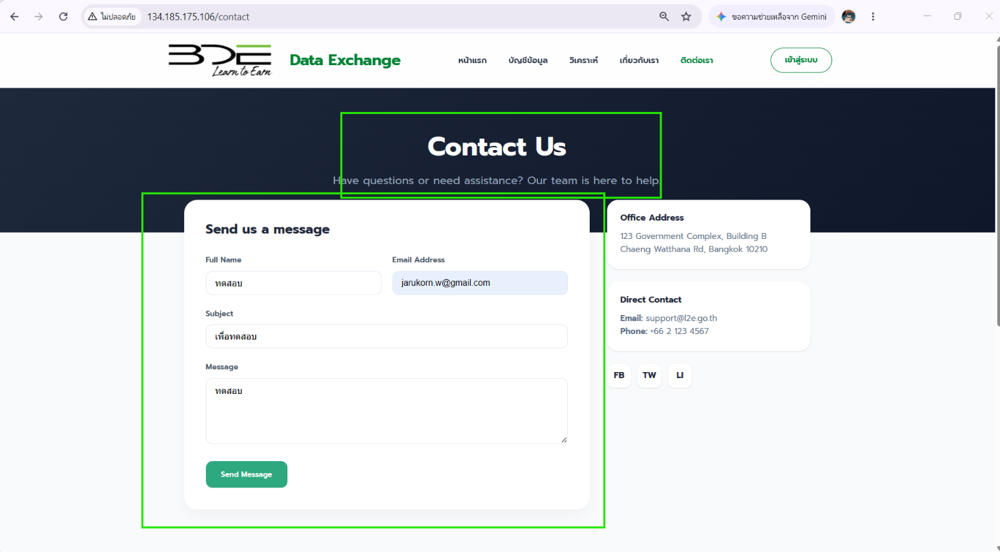 ไม่ปลอดภัย
134.185.175.106/contact
ขอความช่วยเหลือจาก Gemini
BDE
Learn to Earn
Data Exchange
หน้าแรก
บัญชีข้อมูล
วิเคราะห์
เกี่ยวกับเรา
ติดต่อเรา
เข้าสู่ระบบ
Contact Us
Have questions or need assistance? Our team is here to help.
Send us a message
Full Name
Email Address
ทดสอบ
jarukorn.w@gmail.com
Subject
เพื่อทดสอบ
Message
ทดสอบ
Send Message
Office Address
123 Government Complex, Building B
Chaeng Watthana Rd, Bangkok 10210
Direct Contact
Email: support@l2e.go.th
Phone: +66 2 123 4567
FB
TW
LI